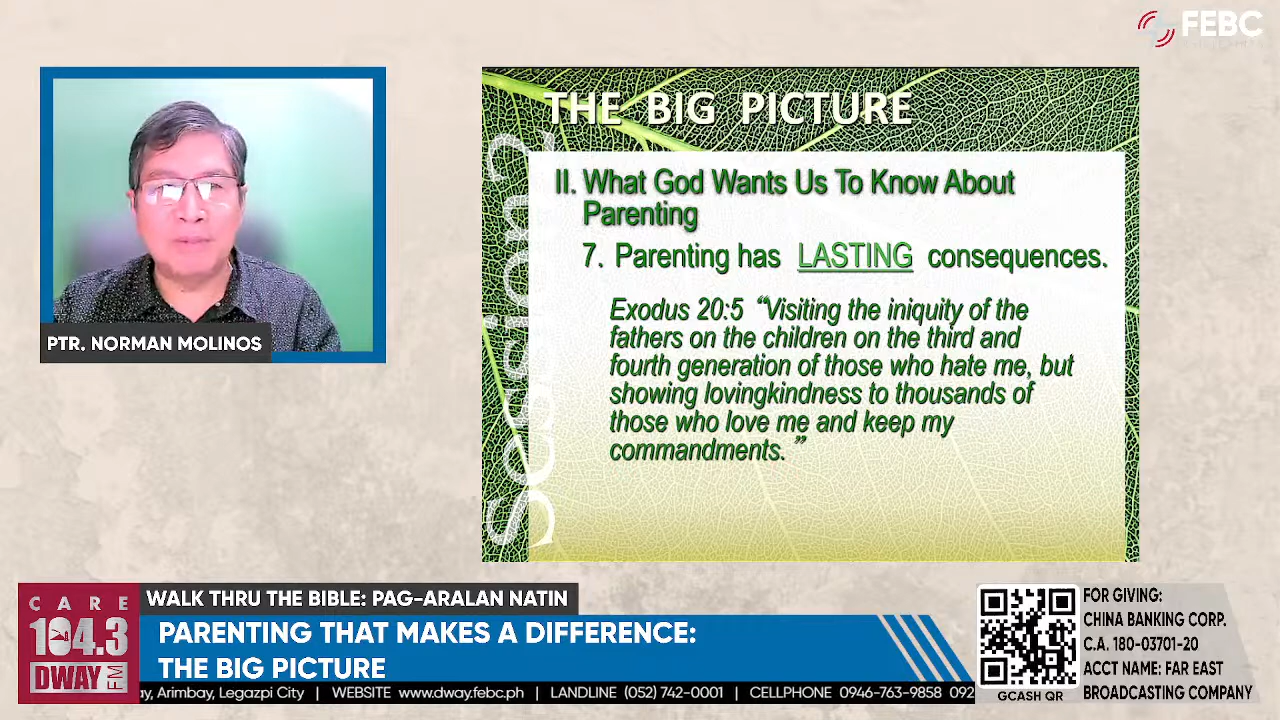 FEBC
THE BIG PICTURE
session 2
II. What God Wants Us To Know About
Parenting
7. Parenting has LASTING consequences.
Exodus 20:5 “Visiting the iniquity of the
fathers on the children on the third and
fourth generation of those who hate me, but
showing lovingkindness to thousands of
those who love me and keep my
commandments.”
PTR. NORMAN MOLINOS
CARE
104.3
DWAY FM
WALK THRU THE BIBLE: PAG-ARALAN NATIN
PARENTING THAT MAKES A DIFFERENCE:
THE BIG PICTURE
y, Arimbay, Legazpi City | WEBSITE www.dway.febc.ph | LANDLINE (052) 742-0001 | CELLPHONE 0946-763-9858 092
GCASH QR
FOR GIVING:
CHINA BANKING CORP.
C.A. 180-03701-20
ACCT NAME: FAR EAST
BROADCASTING COMPANY